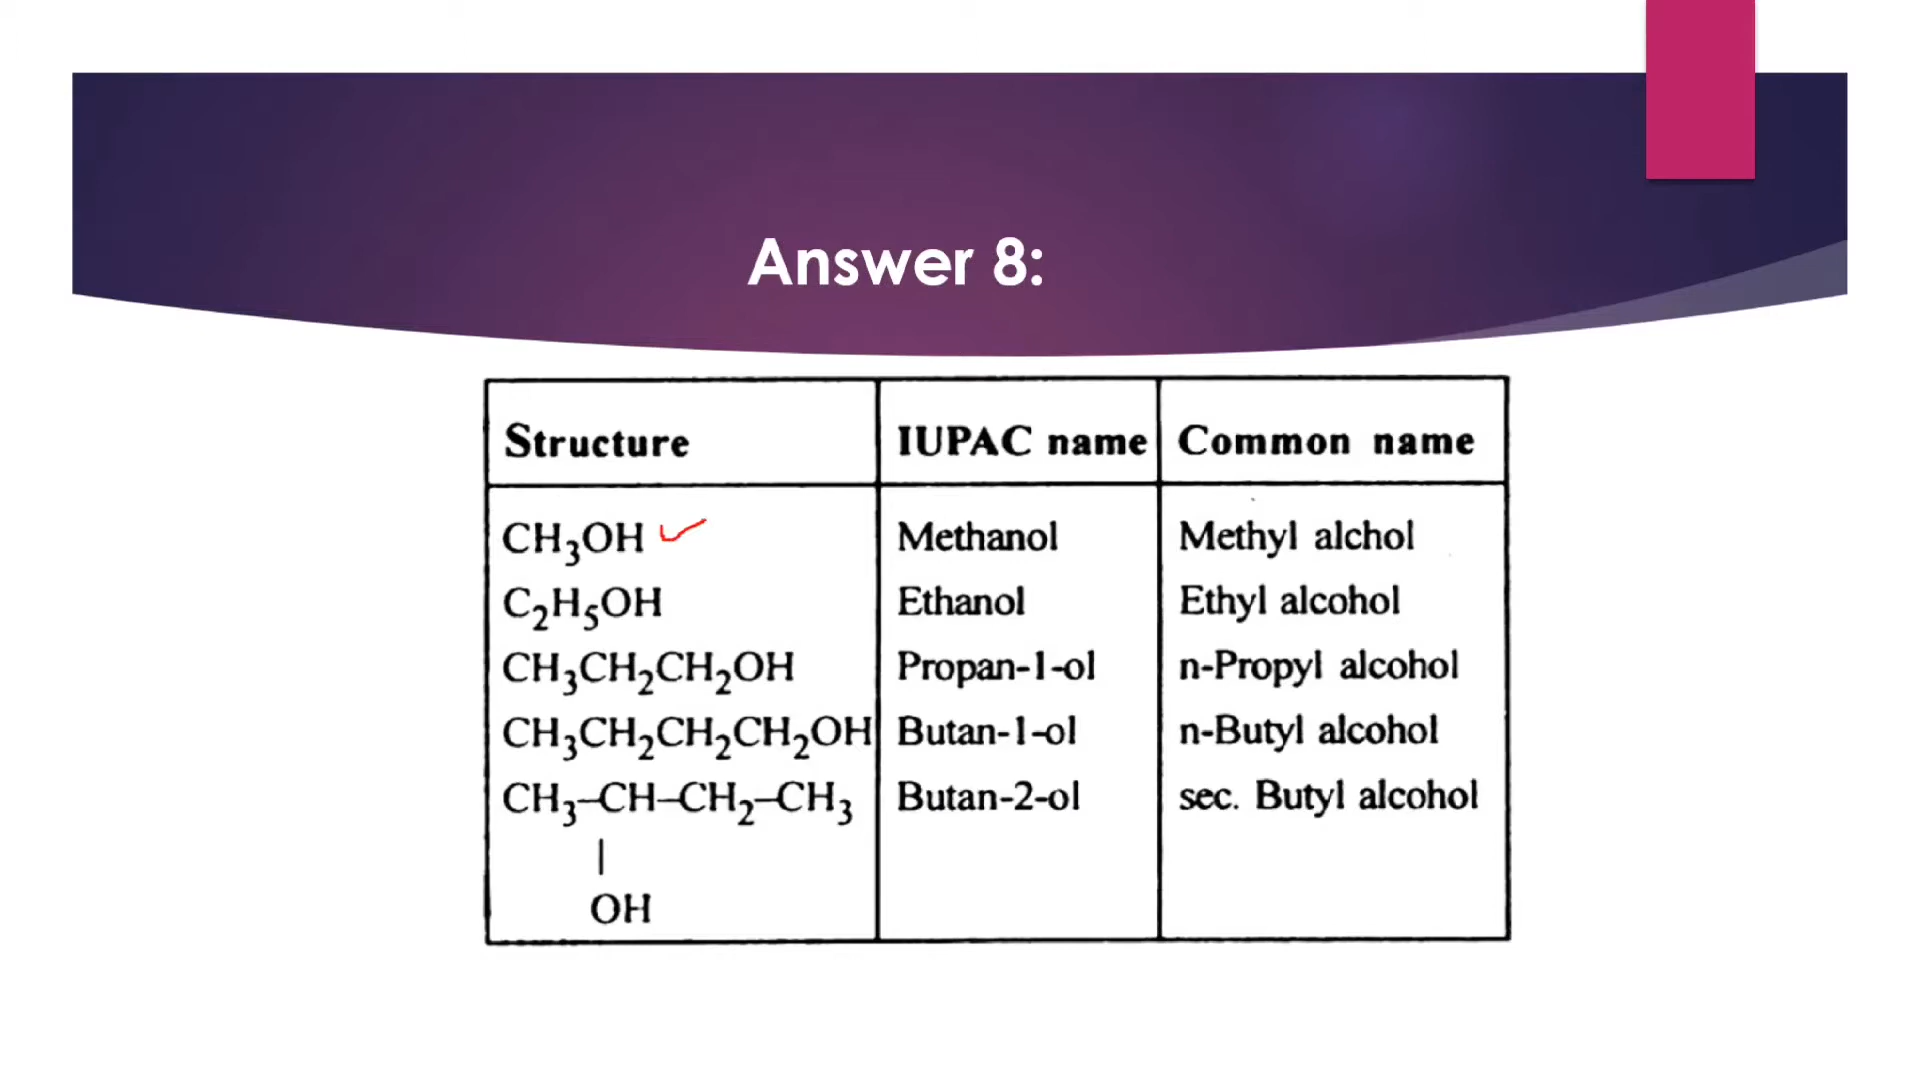 Answer 8:
Structure IUPAC name Common name
CH₃OH Methanol Methyl alchol
C₂H₅OH Ethanol Ethyl alcohol
CH₃CH₂CH₂OH Propan-1-ol n-Propyl alcohol
CH₃CH₂CH₂CH₂OH Butan-1-ol n-Butyl alcohol
CH₃–CH–CH₂–CH₃ Butan-2-ol sec. Butyl alcohol
|
OH